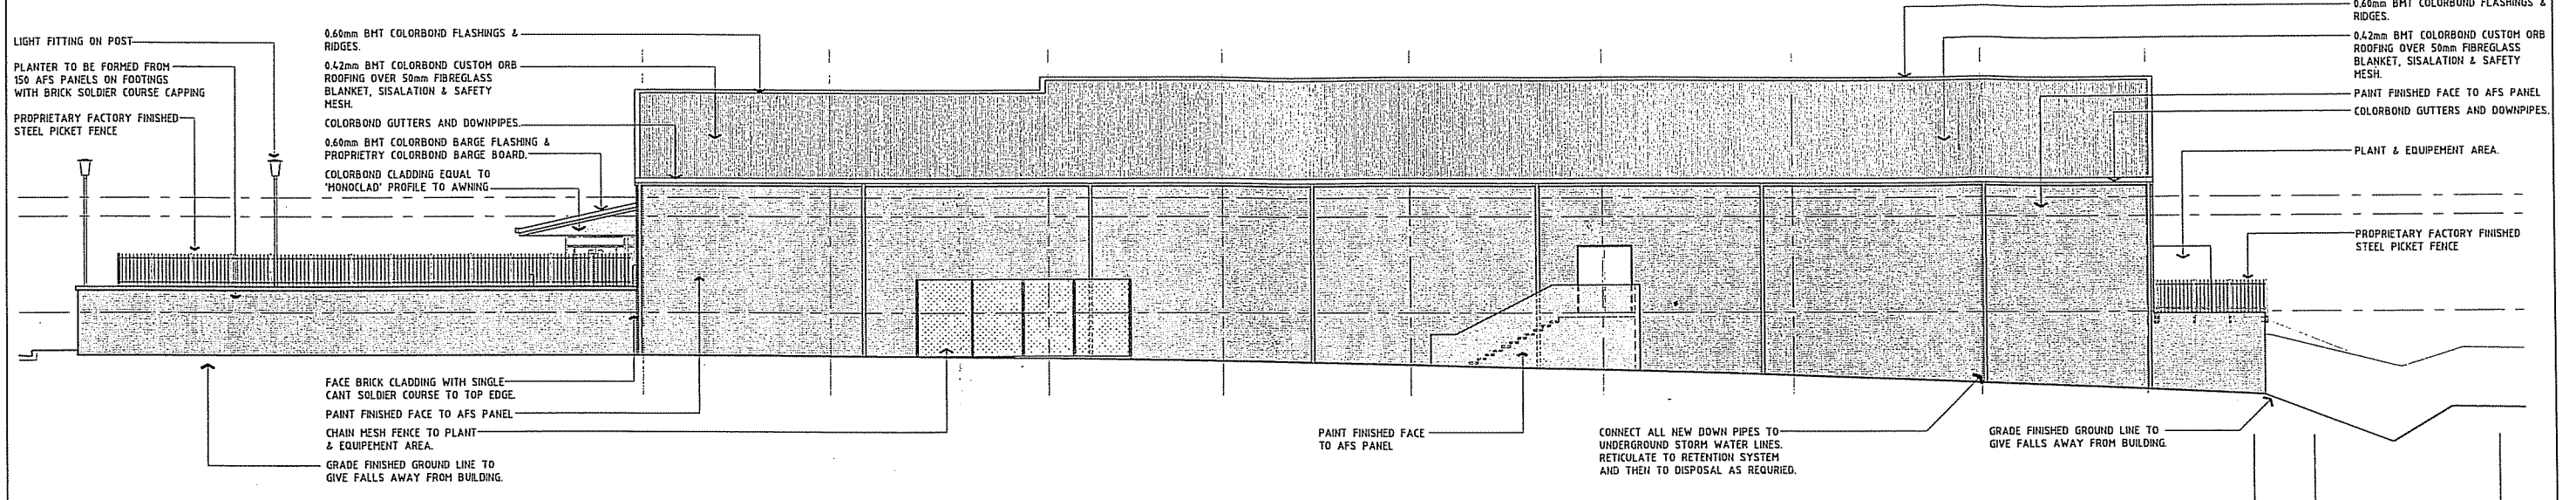 LIGHT FITTING ON POST
PLANTER TO BE FORMED FROM
150 AFS PANELS ON FOOTINGS
WITH BRICK SOLDIER COURSE CAPPING
PROPRIETARY FACTORY FINISHED
STEEL PICKET FENCE
0.60mm BMT COLORBOND FLASHINGS &
RIDGES.
0.42mm BMT COLORBOND CUSTOM ORB
ROOFING OVER 50mm FIBREGLASS
BLANKET, SISALATION & SAFETY
MESH.
COLORBOND GUTTERS AND DOWNPIPES.
0.60mm BMT COLORBOND BARGE FLASHING &
PROPRIETRY COLORBOND BARGE BOARD.
COLORBOND CLADDING EQUAL TO
'MONOCLAD' PROFILE TO AWNING
FACE BRICK CLADDING WITH SINGLE
CANT SOLDIER COURSE TO TOP EDGE.
PAINT FINISHED FACE TO AFS PANEL
CHAIN MESH FENCE TO PLANT
& EQUIPEMENT AREA.
GRADE FINISHED GROUND LINE TO
GIVE FALLS AWAY FROM BUILDING.
PAINT FINISHED FACE
TO AFS PANEL
CONNECT ALL NEW DOWN PIPES TO
UNDERGROUND STORM WATER LINES.
RETICULATE TO RETENTION SYSTEM
AND THEN TO DISPOSAL AS REQURIED.
GRADE FINISHED GROUND LINE TO
GIVE FALLS AWAY FROM BUILDING.
0.60mm BMT COLORBOND FLASHINGS &
RIDGES.
0.42mm BMT COLORBOND CUSTOM ORB
ROOFING OVER 50mm FIBREGLASS
BLANKET, SISALATION & SAFETY
MESH.
PAINT FINISHED FACE TO AFS PANEL
COLORBOND GUTTERS AND DOWNPIPES.
PLANT & EQUIPEMENT AREA.
PROPRIETARY FACTORY FINISHED
STEEL PICKET FENCE